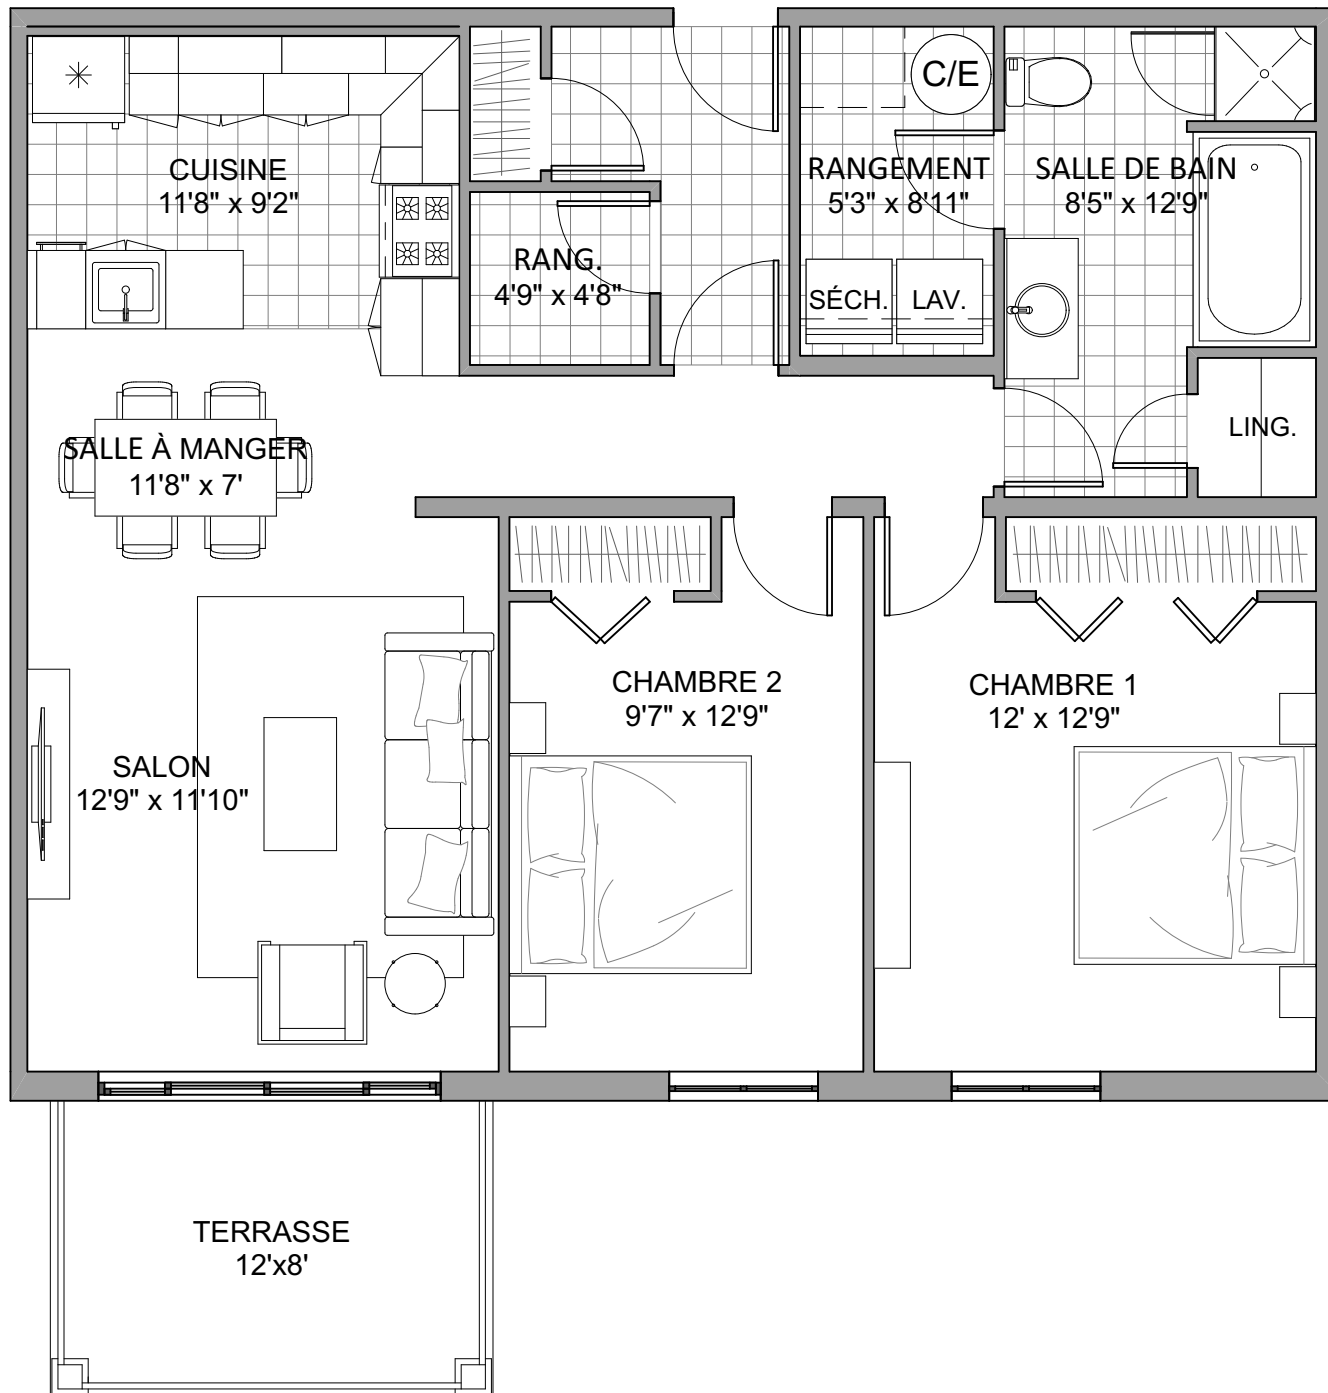 C/E
CUISINE
11'8" x 9'2"
RANGEMENT
5'3" x 8'11"
SALLE DE BAIN
8'5" x 12'9"
RANG.
4'9" x 4'8"
SÉCH.
LAV.
LING.
SALLE À MANGER
11'8" x 7'
CHAMBRE 2
9'7" x 12'9"
CHAMBRE 1
12' x 12'9"
SALON
12'9" x 11'10"
TERRASSE
12'x8'